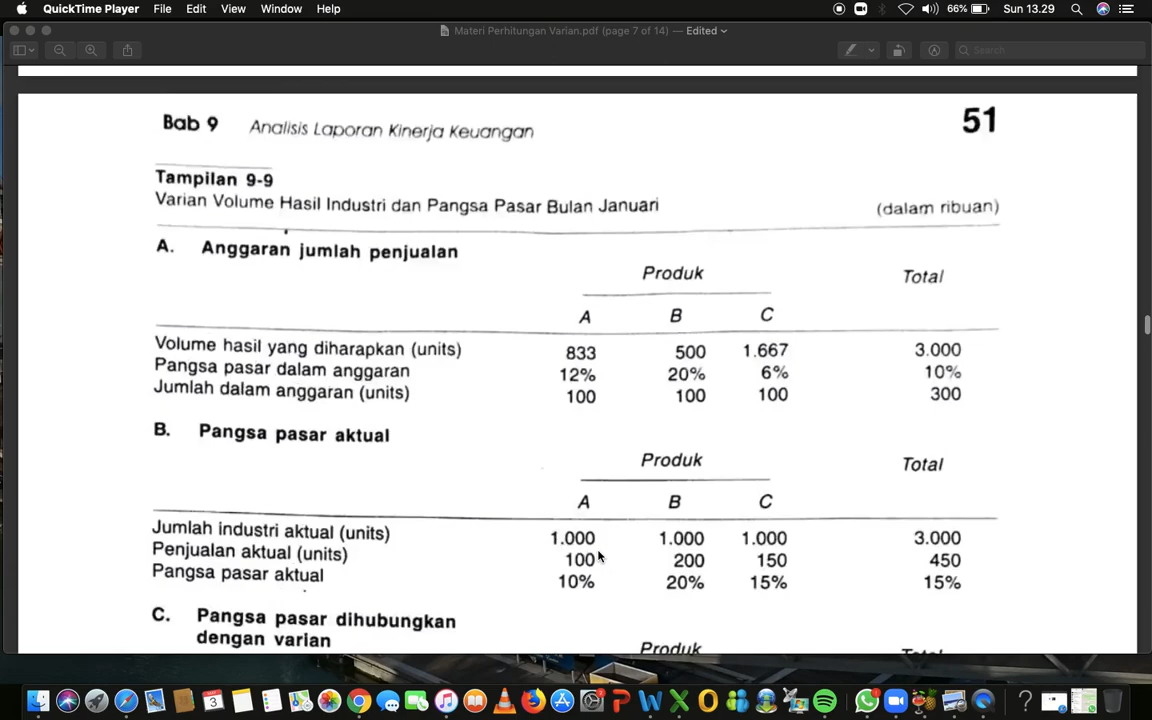 QuickTime Player File Edit View Window Help 66% Sun 13.29
Materi Perhitungan Varian.pdf (page 7 of 14) — Edited
Search
Bab 9 Analisis Laporan Kinerja Keuangan 51
Tampilan 9-9
Varian Volume Hasil Industri dan Pangsa Pasar Bulan Januari (dalam ribuan)
A. Anggaran jumlah penjualan
Produk Total
A B C
Volume hasil yang diharapkan (units) 833 500 1.667 3.000
Pangsa pasar dalam anggaran 12% 20% 6% 10%
Jumlah dalam anggaran (units) 100 100 100 300
B. Pangsa pasar aktual
Produk Total
A B C
Jumlah industri aktual (units) 1.000 1.000 1.000 3.000
Penjualan aktual (units) 100 200 150 450
Pangsa pasar aktual 10% 20% 15% 15%
C. Pangsa pasar dihubungkan
dengan varian
Produk Total
3